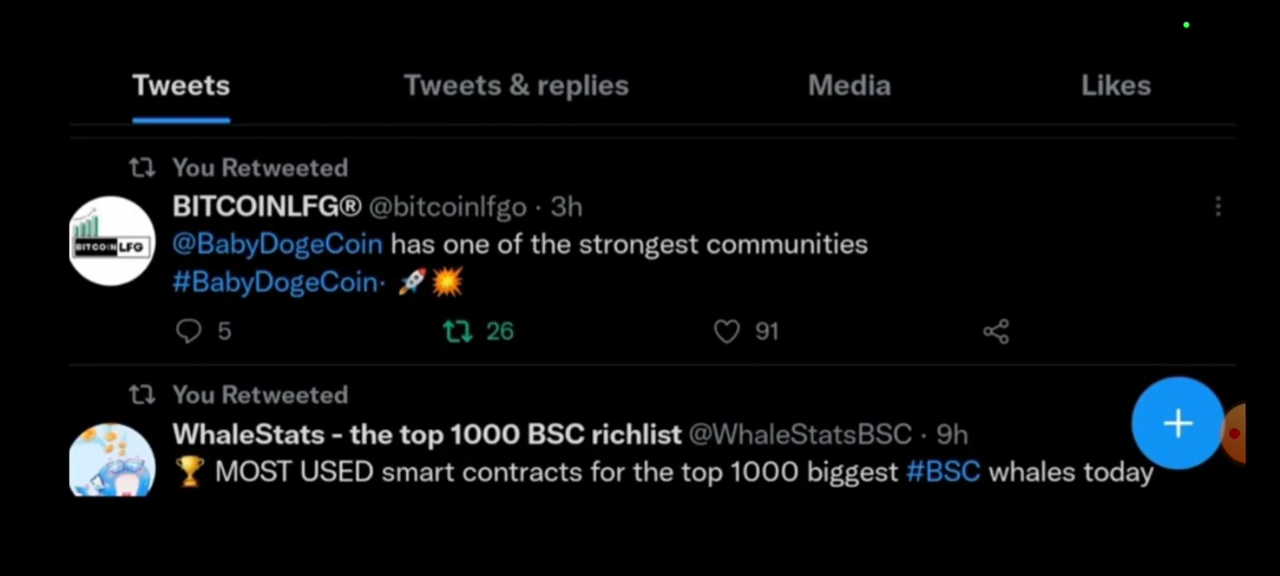 Tweets Tweets & replies Media Likes
You Retweeted
BITCOINLFG® @bitcoinlfgo · 3h
BITCOIN LFG
@BabyDogeCoin has one of the strongest communities
#BabyDogeCoin· 🚀💥
5 26 91
You Retweeted
WhaleStats - the top 1000 BSC richlist @WhaleStatsBSC · 9h
🏆 MOST USED smart contracts for the top 1000 biggest #BSC whales today